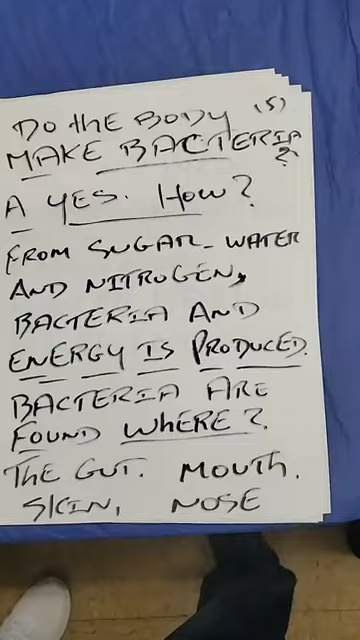 DO the BODY (5)
MAKE BACTERIA?
A YES. HOW?
FROM SUGAR - WATER
AND NITROGEN,
BACTERIA AND
ENERGY IS PRODUCED.
BACTERIA ARE
FOUND WHERE?
THE GUT. MOUTH.
SKIN, NOSE